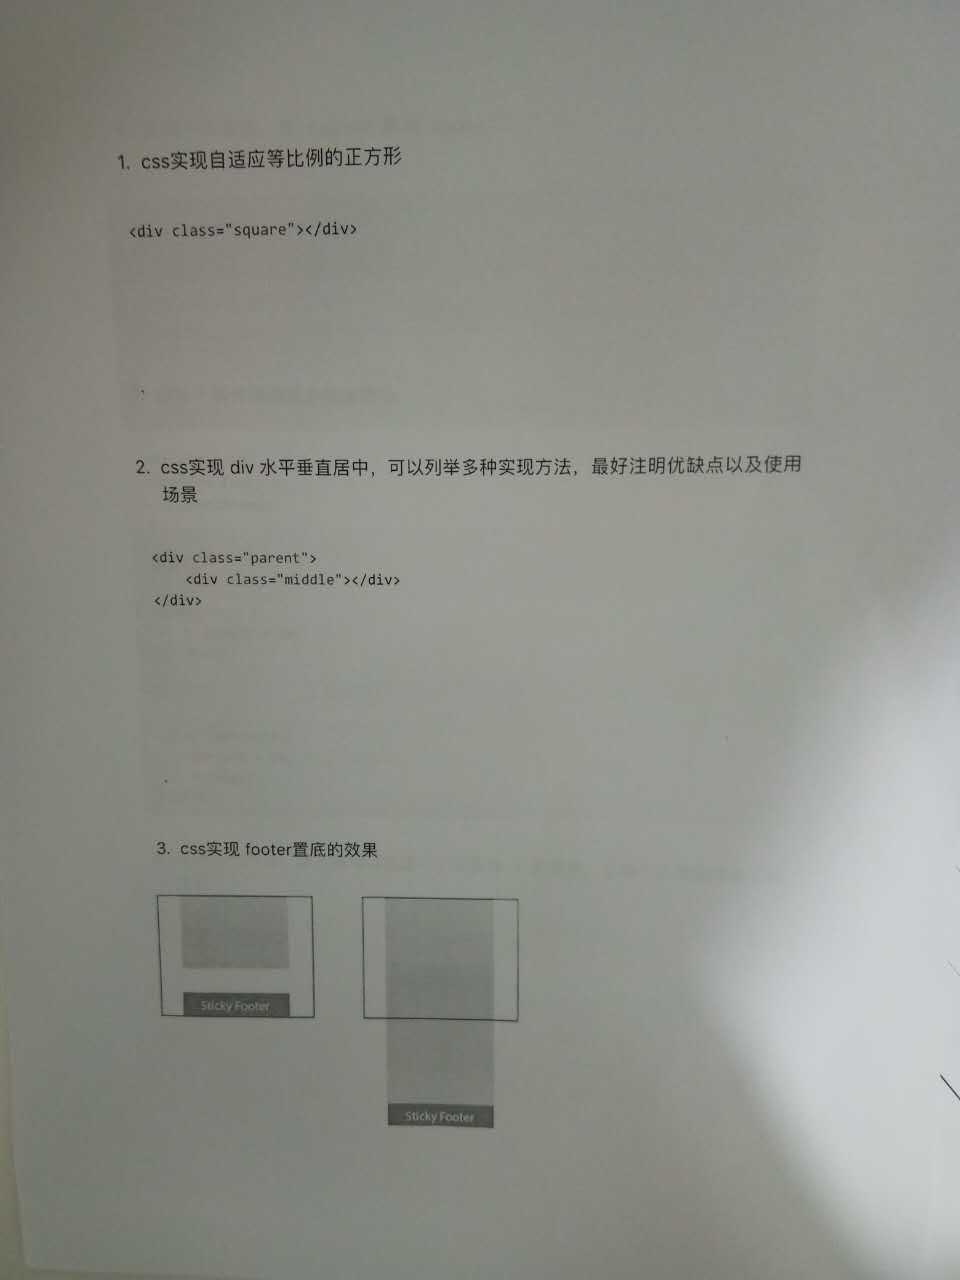 1. css实现自适应等比例的正方形
<div class="square"></div>
2. css实现 div 水平垂直居中，可以列举多种实现方法，最好注明优缺点以及使用
场景
<div class="parent">
<div class="middle"></div>
</div>
3. css实现 footer置底的效果
Sticky Footer
Sticky Footer